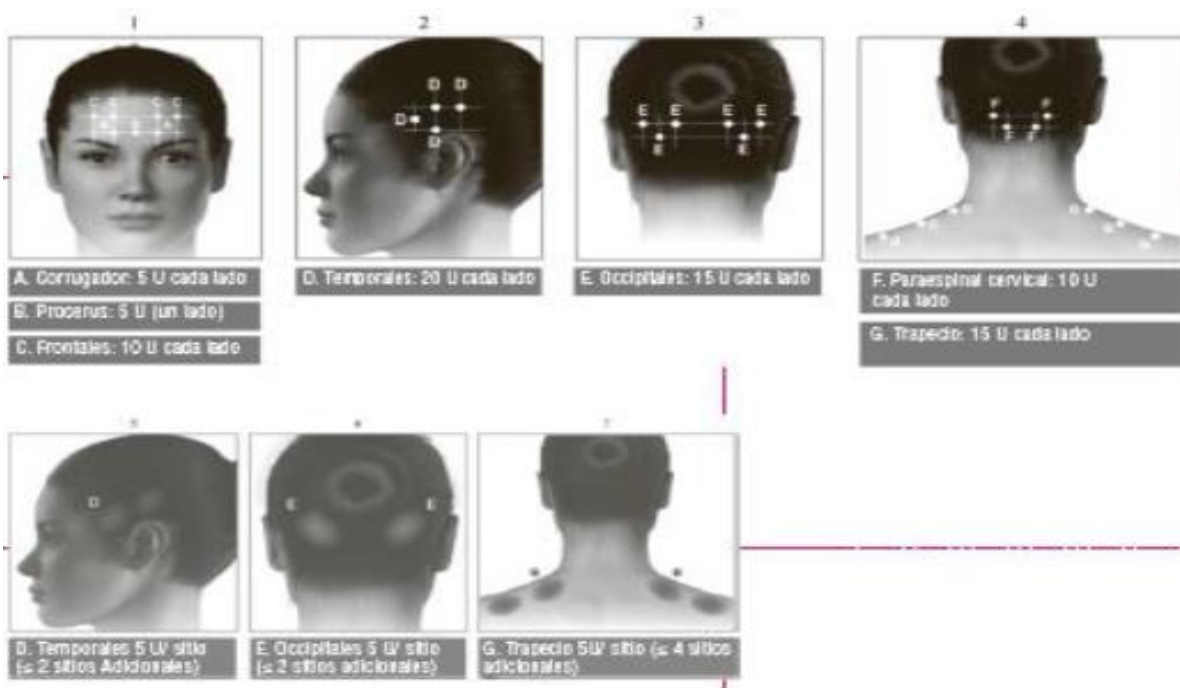 1
2
3
4
C C C C
A A
B
D D
D
D
E E E E
E E
F F
F F
G G
G G
G G
A. Corrugador: 5 U cada lado
B. Procerus: 5 U (un lado)
C. Frontales: 10 U cada lado
D. Temporales: 20 U cada lado
E. Occipitales: 15 U cada lado
F. Paraespinal cervical: 10 U
cada lado
G. Trapecio: 15 U cada lado
5
6
7
D
E E
D. Temporales 5 U/ sitio
(≤ 2 sitios Adicionales)
E. Occipitales 5 U/ sitio
(≤ 2 sitios adicionales)
G. Trapecio 5U/ sitio (≤ 4 sitios
adicionales)